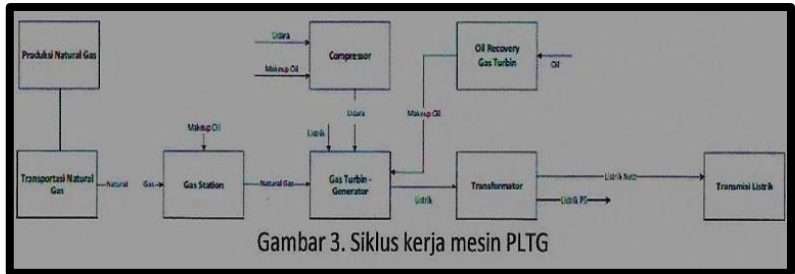 Udara
Produksi Natural Gas
Compressor
Oil Recovery
Gas Turbin
Makeup Oil
Oil
Udara
Makeup Oil
Makeup Oil
Listrik
Transportasi Natural
Gas
Natural Gas
Gas Station
Natural Gas
Gas Turbin -
Generator
Listrik
Transformator
Listrik Nett
Listrik PS
Transmisi Listrik
Gambar 3. Siklus kerja mesin PLTG